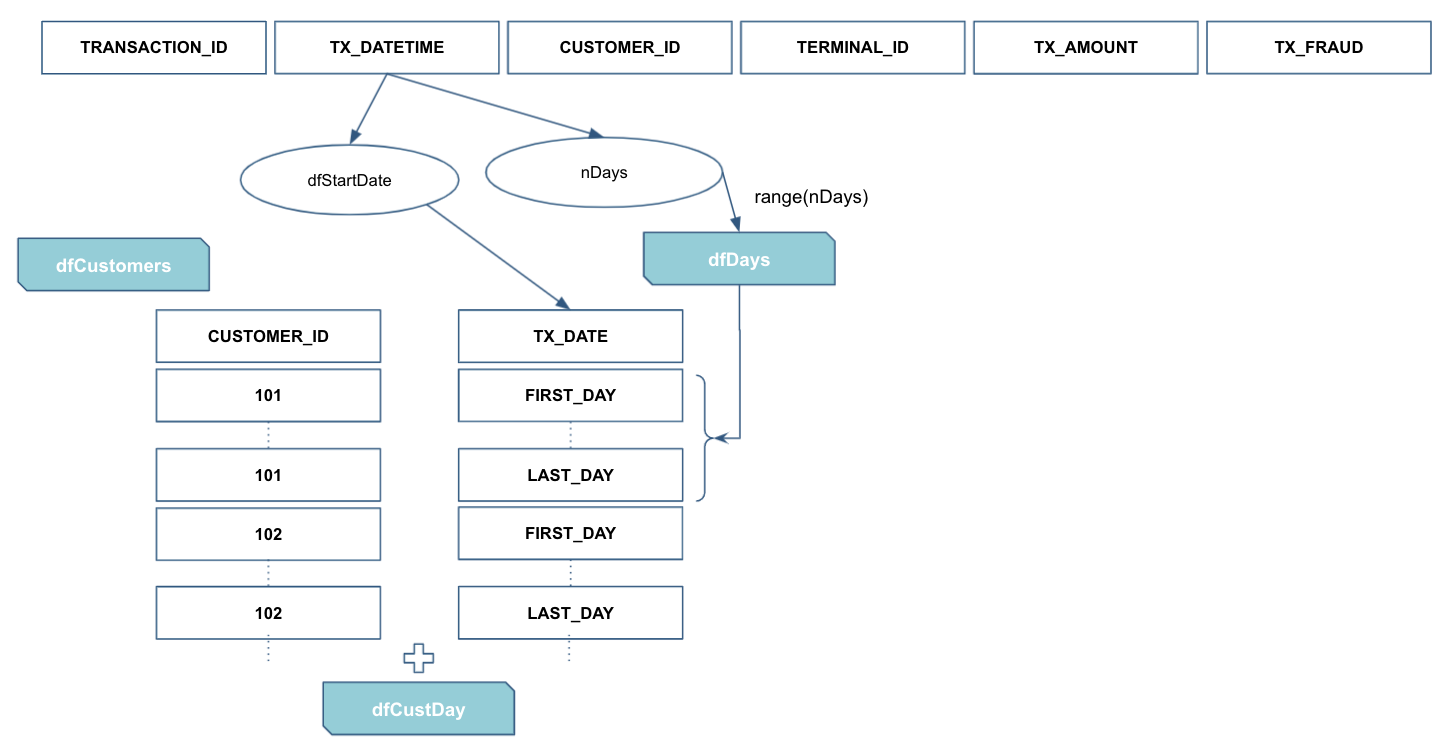 TRANSACTION_ID
TX_DATETIME
CUSTOMER_ID
TERMINAL_ID
TX_AMOUNT
TX_FRAUD
dfStartDate
nDays
range(nDays)
dfCustomers
dfDays
CUSTOMER_ID
TX_DATE
101
FIRST_DAY
101
LAST_DAY
102
FIRST_DAY
102
LAST_DAY
dfCustDay